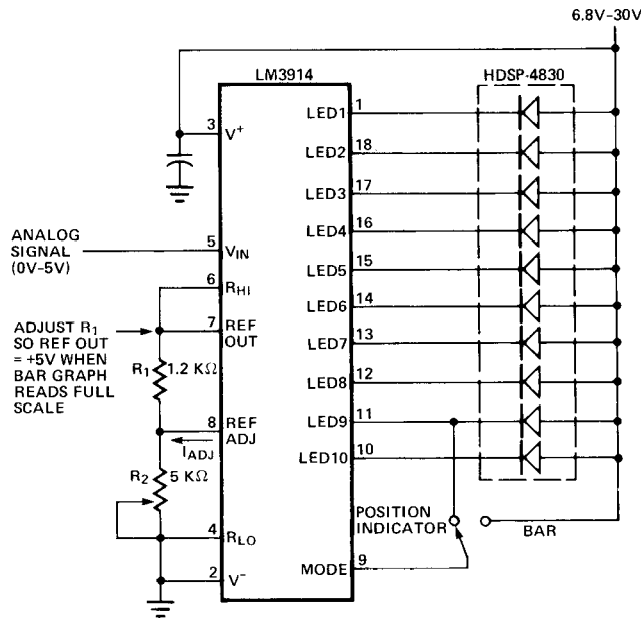 6.8V-30V
LM3914
HDSP-4830
3
V+
LED1
1
LED2
18
LED3
17
LED4
16
LED5
15
LED6
14
LED7
13
LED8
12
LED9
11
LED10
10
ANALOG
SIGNAL
(0V-5V)
5
VIN
6
RHI
7
REF
OUT
ADJUST R1
SO REF OUT
= +5V WHEN
BAR GRAPH
READS FULL
SCALE
R1
1.2 KΩ
8
REF
ADJ
IADJ
R2
5 KΩ
4
RLO
2
V-
POSITION
INDICATOR
BAR
MODE
9